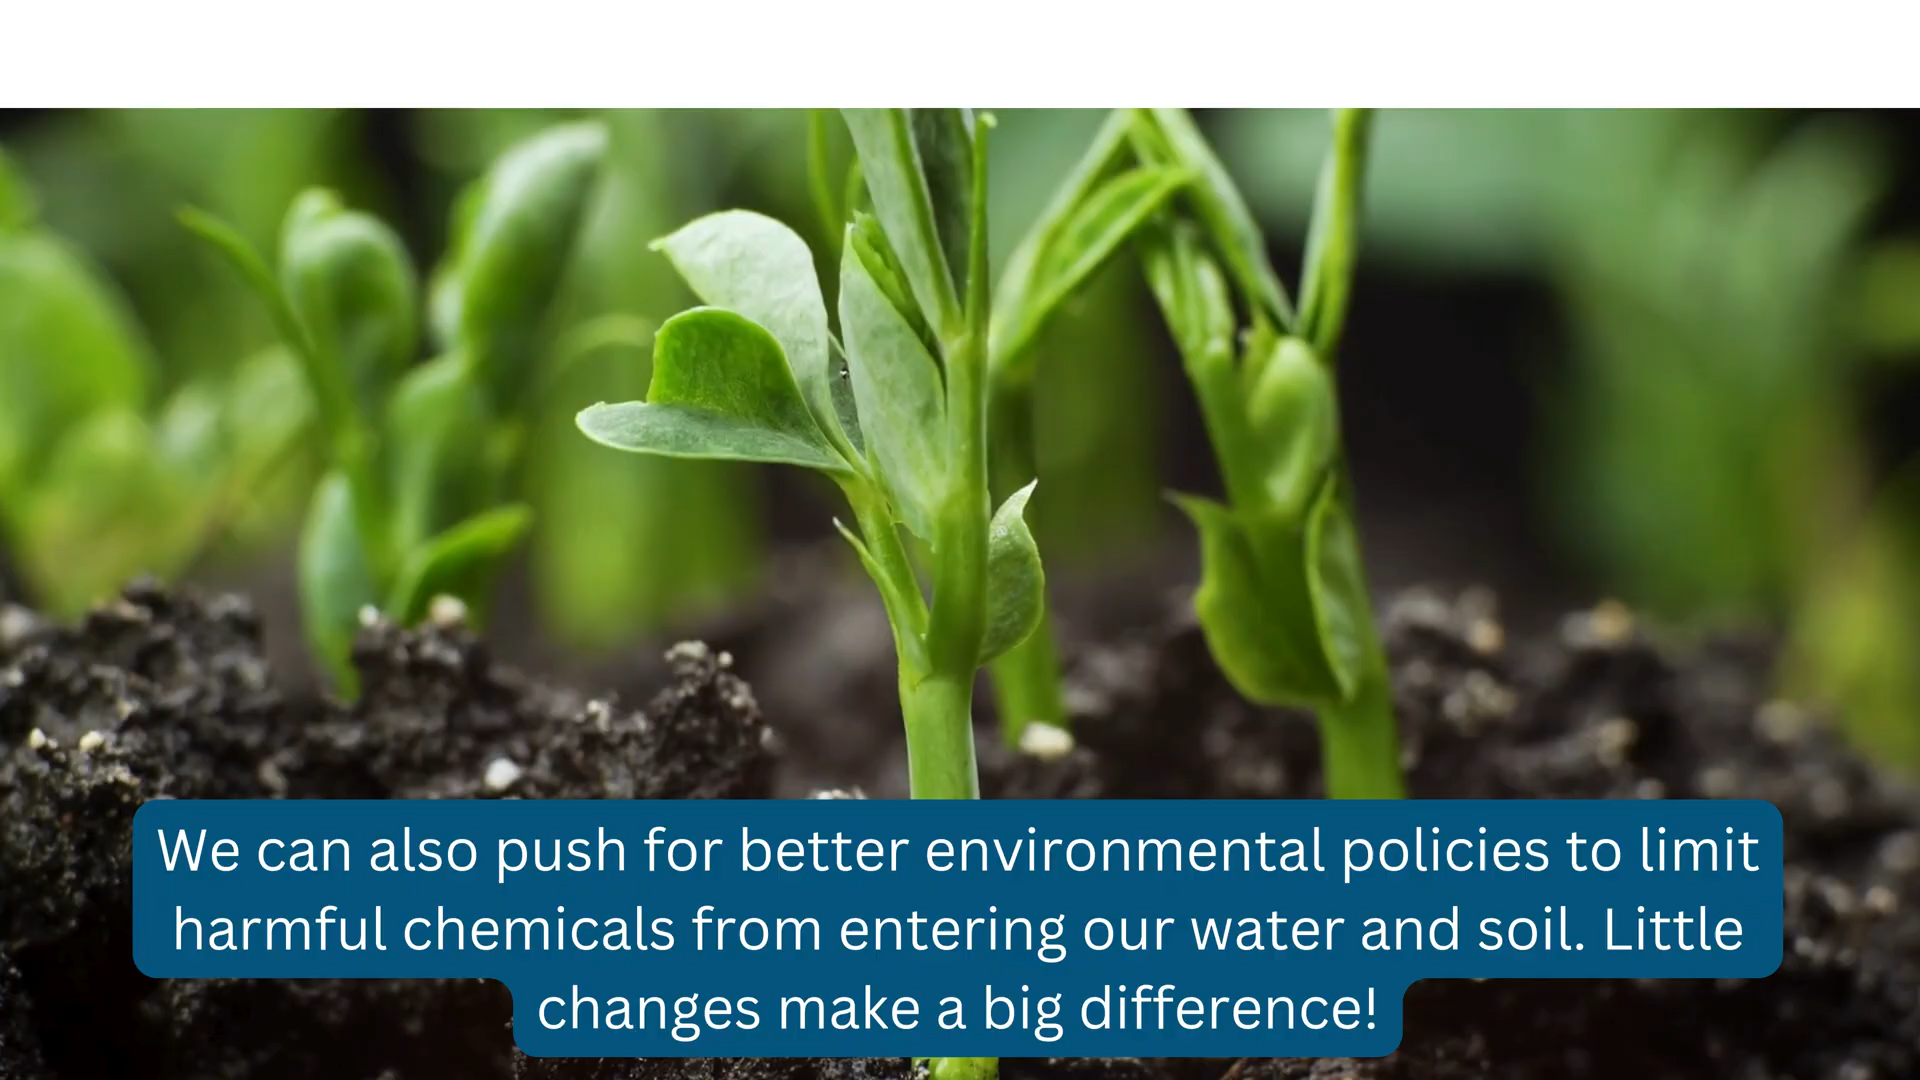 We can also push for better environmental policies to limit
harmful chemicals from entering our water and soil. Little
changes make a big difference!